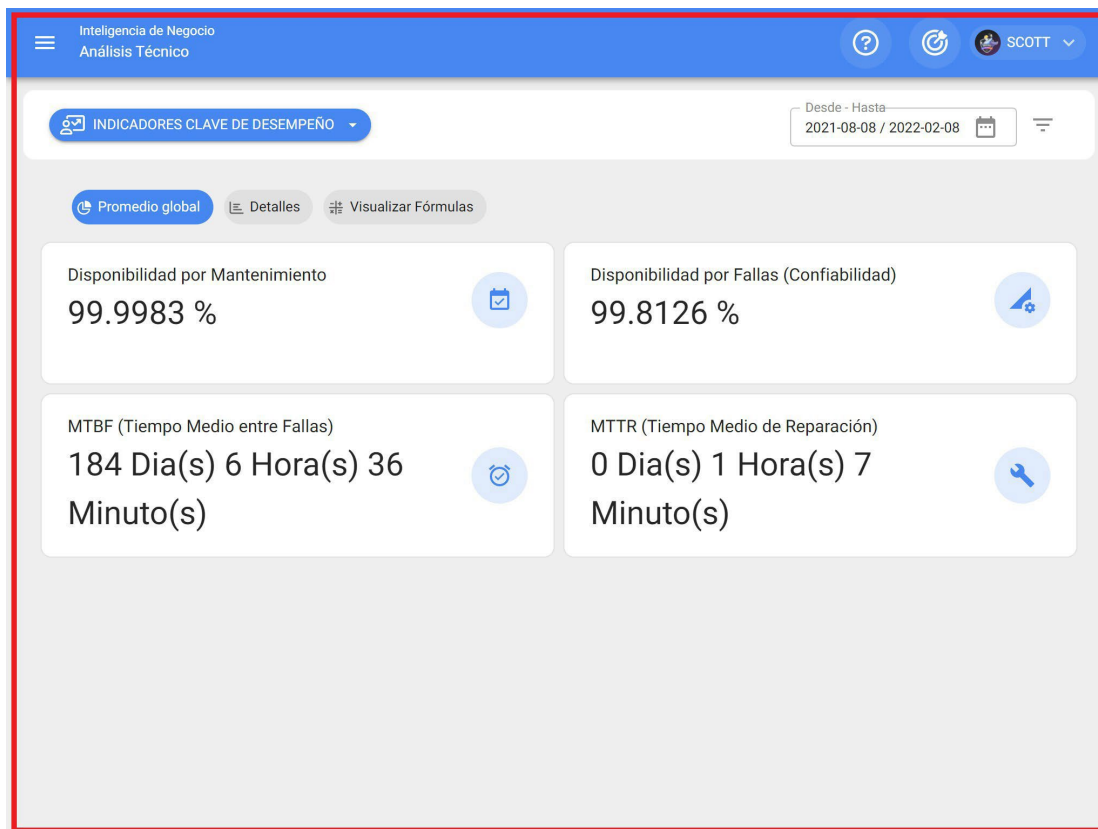 Inteligencia de Negocio
Análisis Técnico
SCOTT
INDICADORES CLAVE DE DESEMPEÑO
Desde - Hasta
2021-08-08 / 2022-02-08
Promedio global
Detalles
Visualizar Fórmulas
Disponibilidad por Mantenimiento
99.9983 %
Disponibilidad por Fallas (Confiabilidad)
99.8126 %
MTBF (Tiempo Medio entre Fallas)
184 Dia(s) 6 Hora(s) 36
Minuto(s)
MTTR (Tiempo Medio de Reparación)
0 Dia(s) 1 Hora(s) 7
Minuto(s)